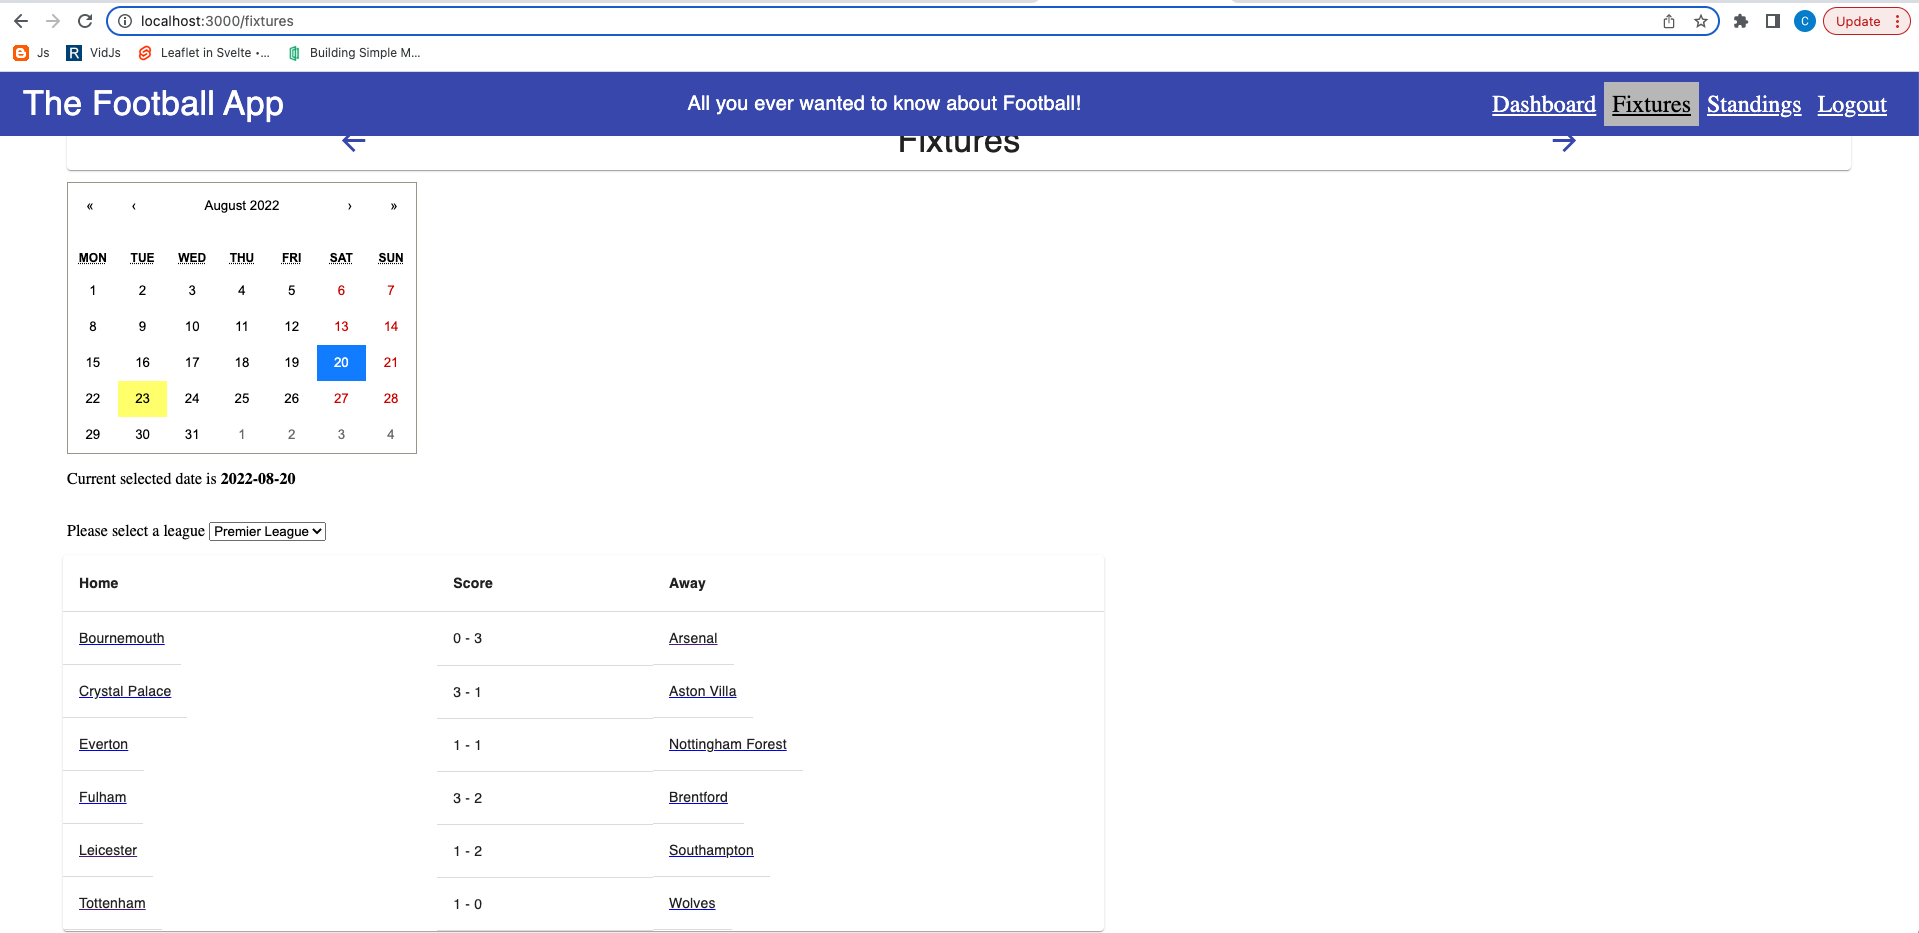 localhost:3000/fixtures
C
Update
Js
VidJs
Leaflet in Svelte •...
Building Simple M...
The Football App
All you ever wanted to know about Football!
Dashboard Fixtures Standings Logout
← Fixtures →
« ‹ August 2022 › »
MON TUE WED THU FRI SAT SUN
1 2 3 4 5 6 7
8 9 10 11 12 13 14
15 16 17 18 19 20 21
22 23 24 25 26 27 28
29 30 31 1 2 3 4
Current selected date is 2022-08-20
Please select a league Premier League
Home Score Away
Bournemouth 0 - 3 Arsenal
Crystal Palace 3 - 1 Aston Villa
Everton 1 - 1 Nottingham Forest
Fulham 3 - 2 Brentford
Leicester 1 - 2 Southampton
Tottenham 1 - 0 Wolves